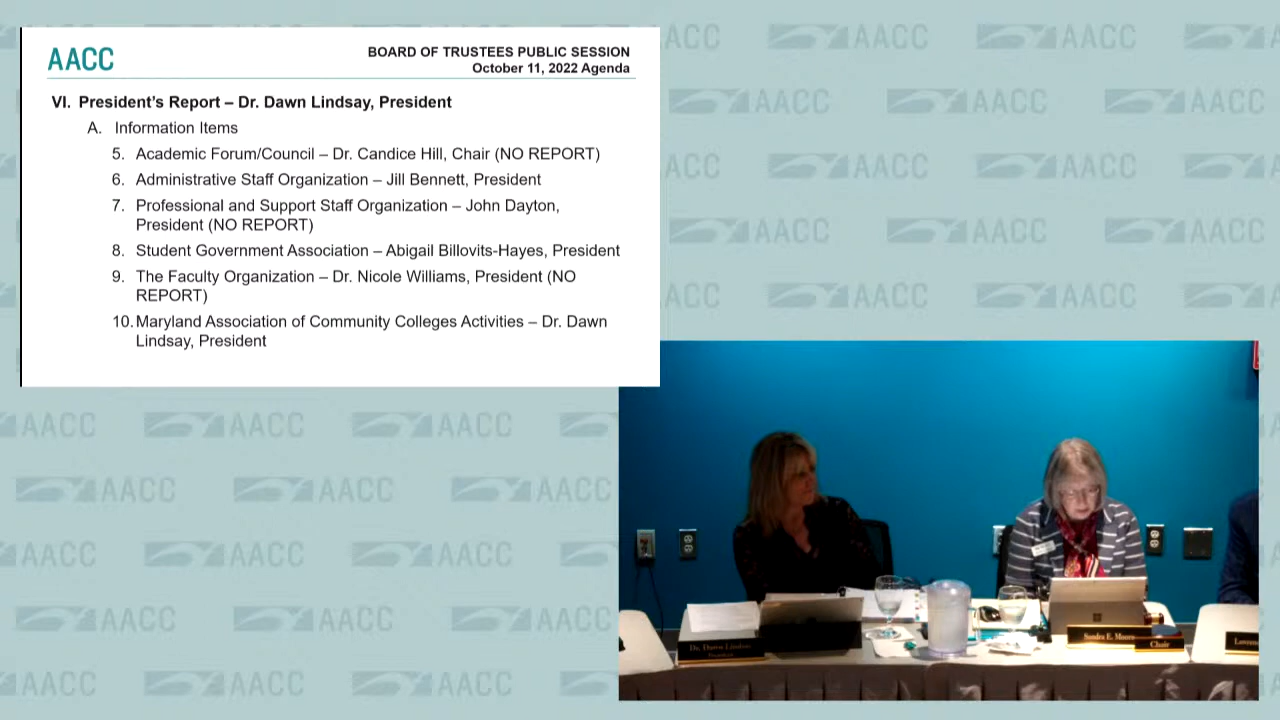 AACC
BOARD OF TRUSTEES PUBLIC SESSION
October 11, 2022 Agenda
VI. President's Report – Dr. Dawn Lindsay, President
A. Information Items
5. Academic Forum/Council – Dr. Candice Hill, Chair (NO REPORT)
6. Administrative Staff Organization – Jill Bennett, President
7. Professional and Support Staff Organization – John Dayton,
President (NO REPORT)
8. Student Government Association – Abigail Billovits-Hayes, President
9. The Faculty Organization – Dr. Nicole Williams, President (NO
REPORT)
10. Maryland Association of Community Colleges Activities – Dr. Dawn
Lindsay, President
Dr. Dawn Lindsay
President
Sandra E. Moore
Chair